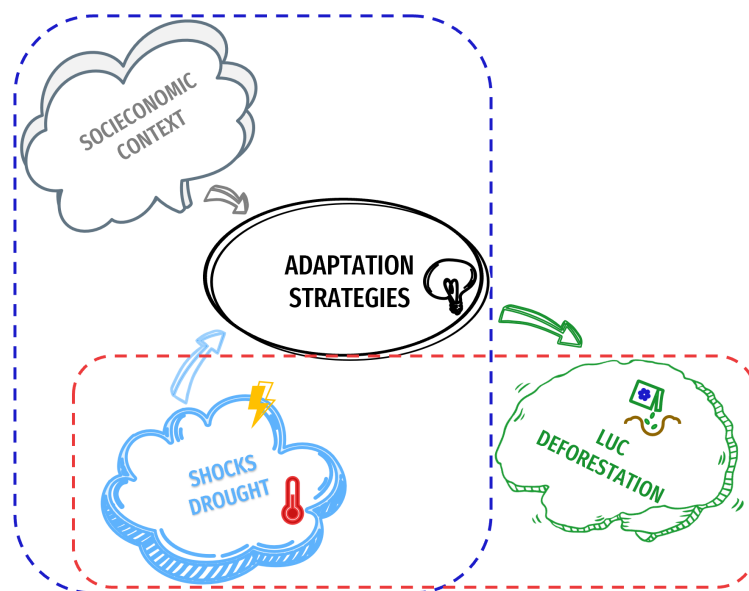 SOCIECONOMIC
CONTEXT
ADAPTATION
STRATEGIES
SHOCKS
DROUGHT
LUC
DEFORESTATION